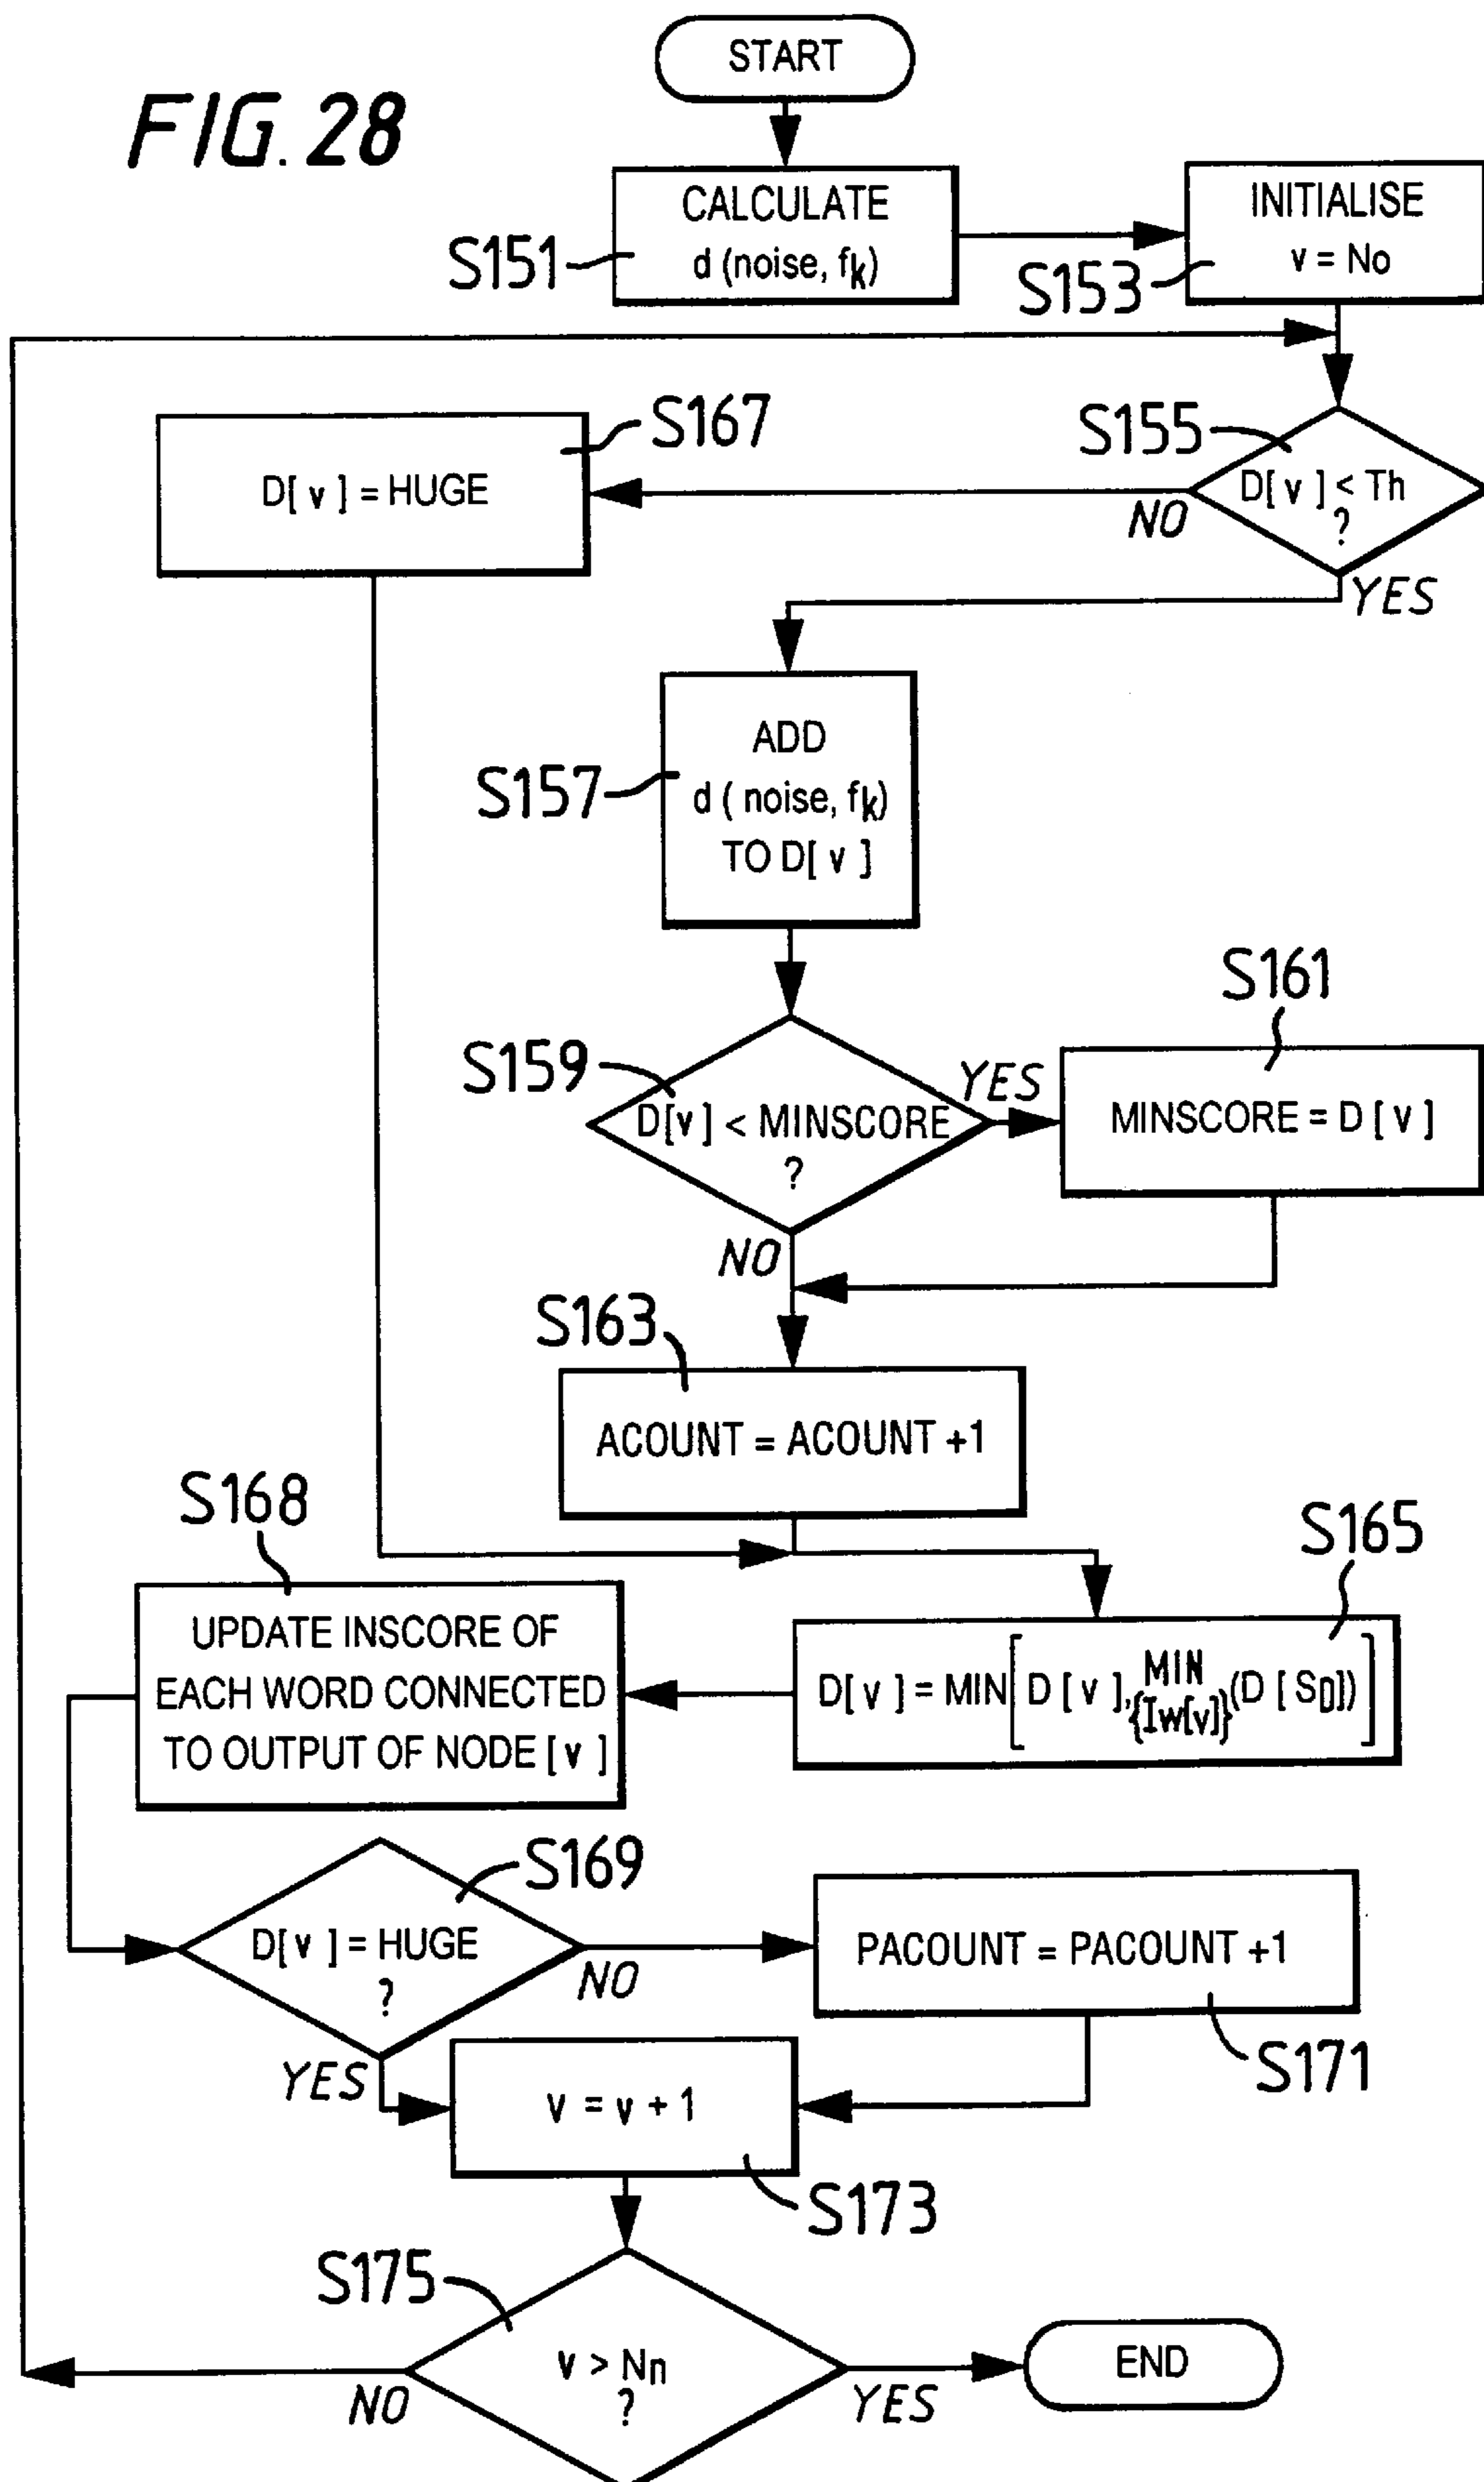 FIG. 28
START
CALCULATE
d (noise, fk)
S151
INITIALISE
v = No
S153
S155
D[ v ] < Th
?
NO
YES
S167
D[ v ] = HUGE
S157
ADD
d ( noise, fk)
TO D[ v ]
S159
D[v] < MINSCORE
?
YES
NO
S161
MINSCORE = D [ v ]
S163
ACOUNT = ACOUNT +1
S165
D[ v ] = MIN[ D [ v ], MIN (D [ SD]) ]
{Iw[v]}
S168
UPDATE INSCORE OF
EACH WORD CONNECTED
TO OUTPUT OF NODE [ v ]
S169
D[ v ] = HUGE
?
NO
YES
PACOUNT = PACOUNT +1
S171
v = v + 1
S173
S175
v > Nn
?
NO
YES
END